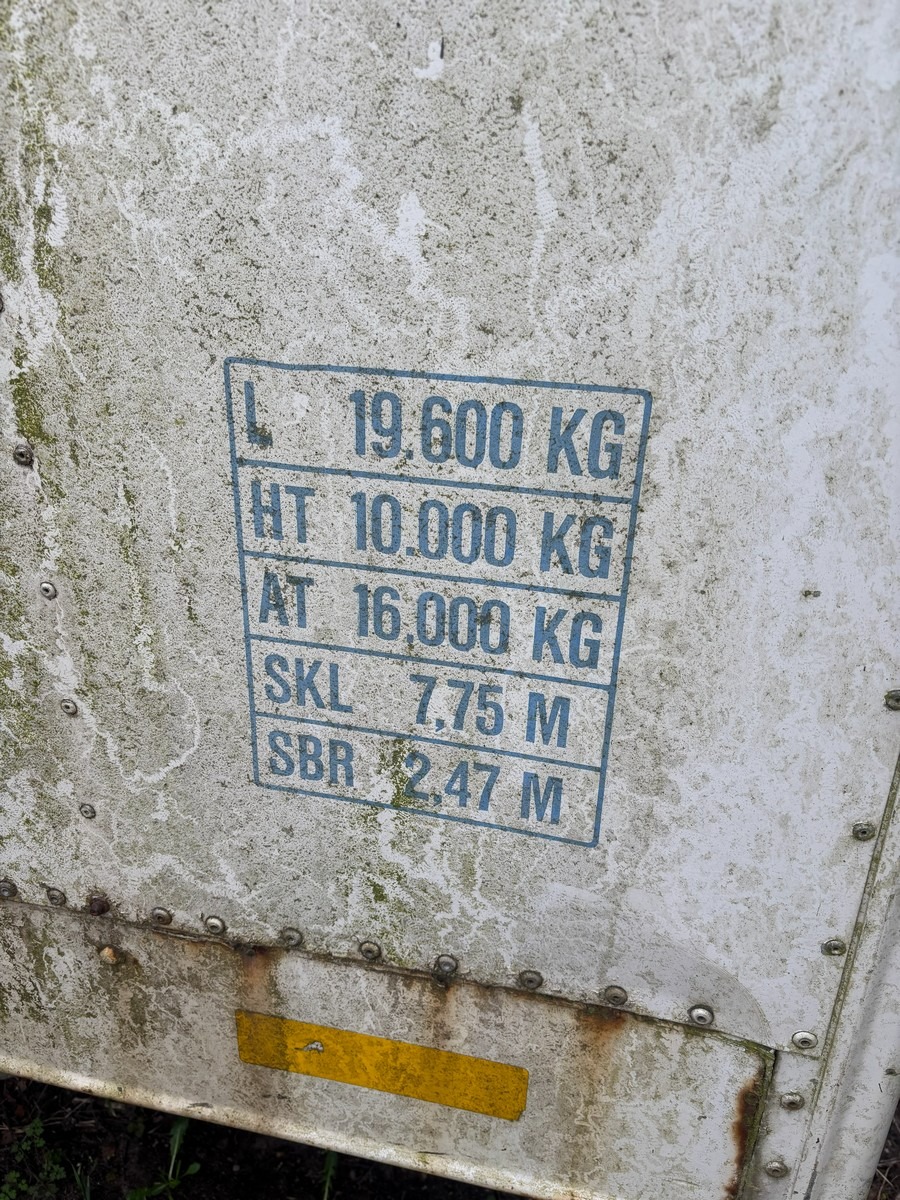 L 19.600 KG
HT 10.000 KG
AT 16.000 KG
SKL 7,75 M
SBR 2,47 M